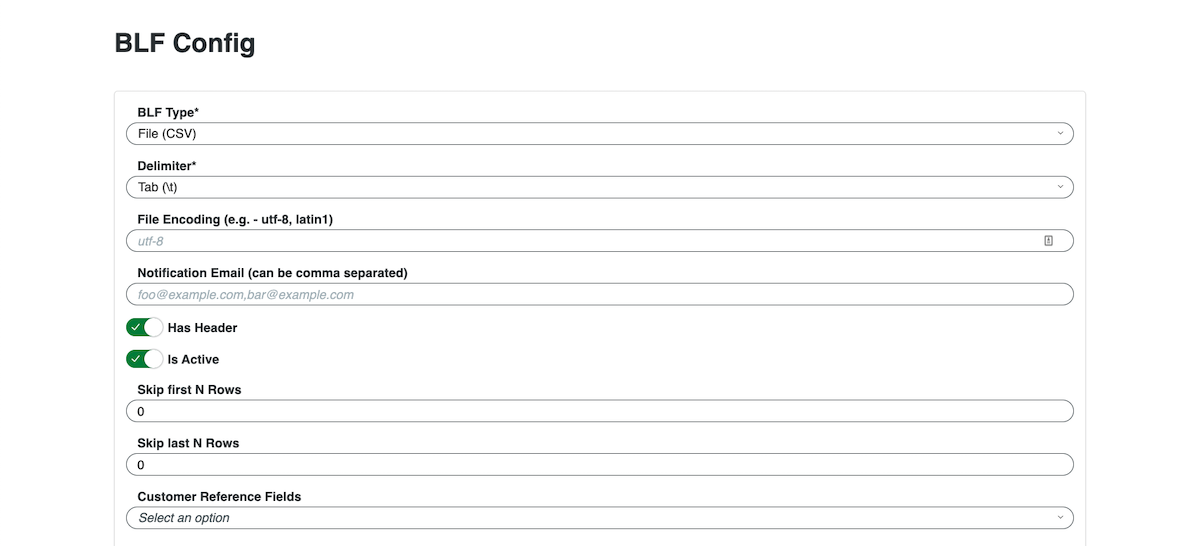 BLF Config
BLF Type*
File (CSV)
Delimiter*
Tab (\t)
File Encoding (e.g. - utf-8, latin1)
utf-8
Notification Email (can be comma separated)
foo@example.com,bar@example.com
Has Header
Is Active
Skip first N Rows
0
Skip last N Rows
0
Customer Reference Fields
Select an option